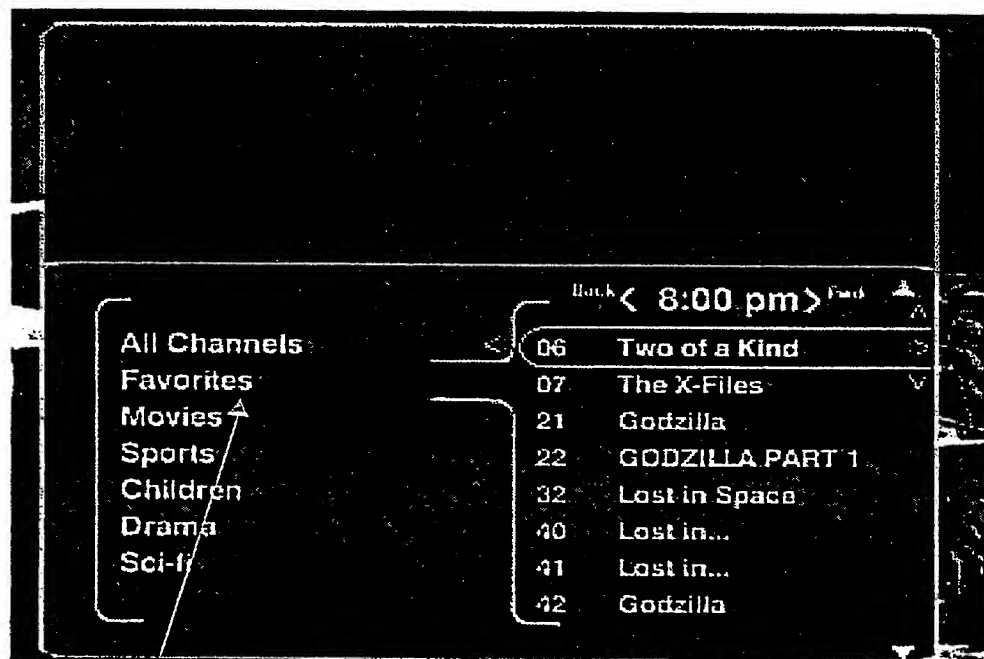 Back < 8:00 pm > Fwd
All Channels
Favorites
Movies
Sports
Children
Drama
Sci-fi
06 Two of a Kind
07 The X-Files
21 Godzilla
22 GODZILLA PART 1
32 Lost in Space
40 Lost in...
41 Lost in...
42 Godzilla